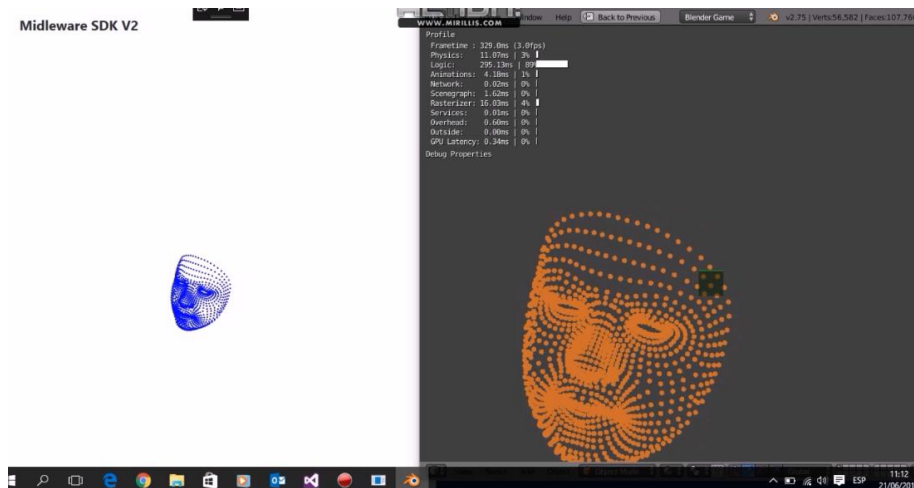 Midleware SDK V2
WWW.MIRILLIS.COM
Help
Back to Previous
Blender Game
v2.75 | Verts:56,582 | Faces:107,76
Profile
Frametime : 329.0ms (3.0fps)
Physics: 11.07ms | 3%
Logic: 295.13ms | 89%
Animations: 4.18ms | 1%
Network: 0.02ms | 0%
Scenegraph: 1.62ms | 0%
Rasterizer: 16.03ms | 4%
Services: 0.01ms | 0%
Overhead: 0.60ms | 0%
Outside: 0.00ms | 0%
GPU Latency: 0.34ms | 0%
Debug Properties
ESP
11:12
21/06/201